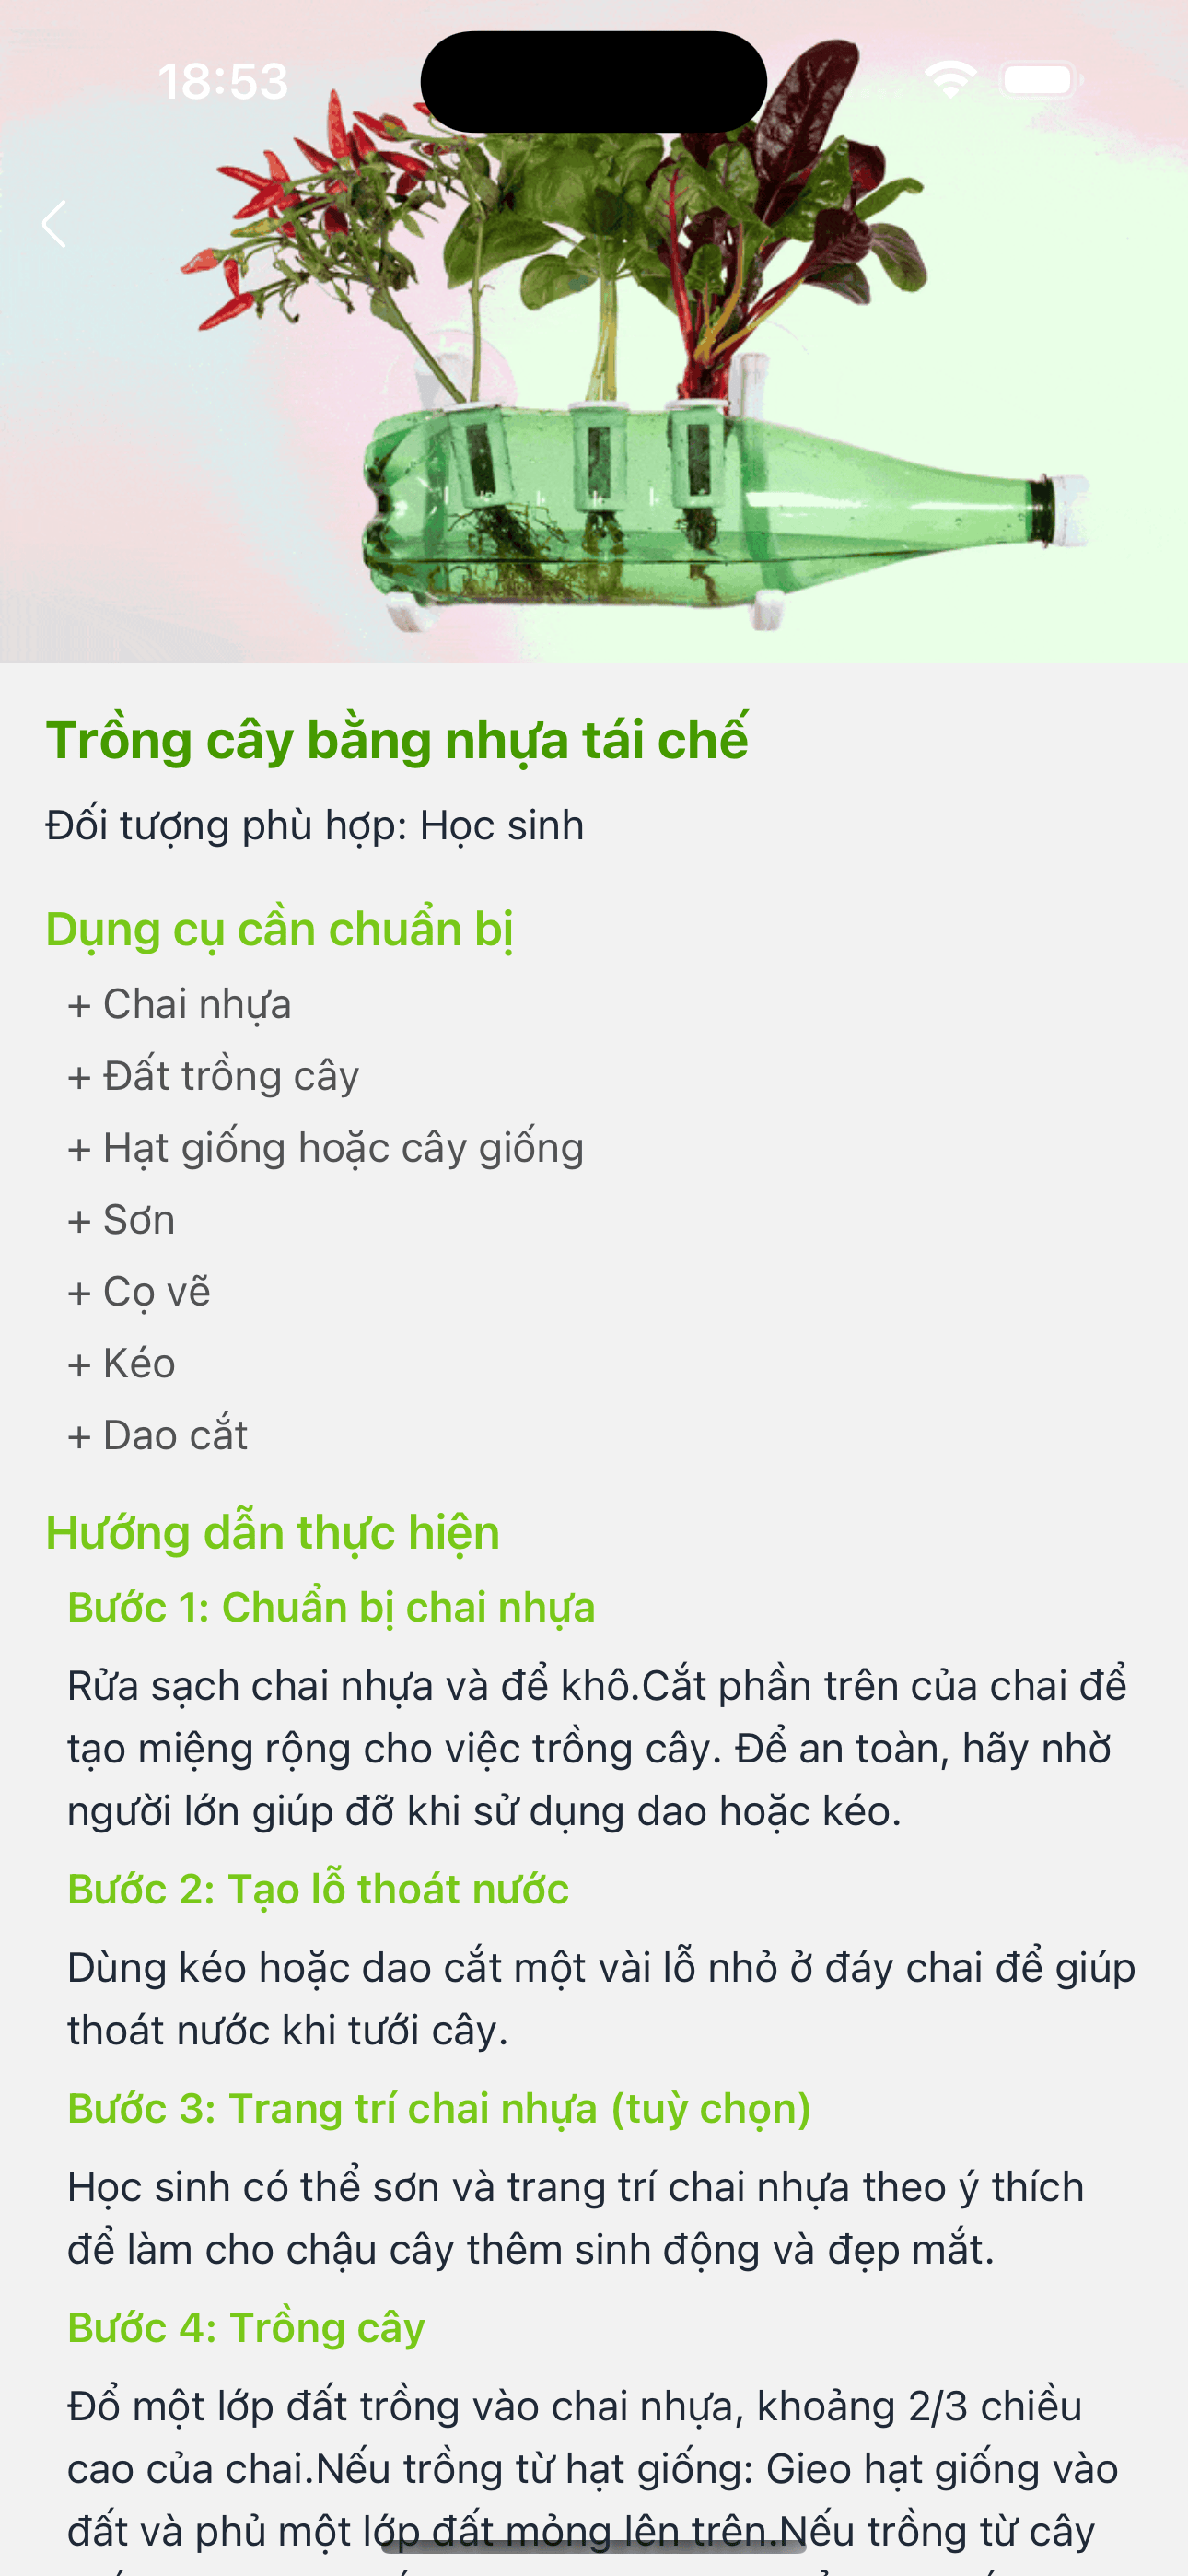 18:53
Trồng cây bằng nhựa tái chế
Đối tượng phù hợp: Học sinh
Dụng cụ cần chuẩn bị
+ Chai nhựa
+ Đất trồng cây
+ Hạt giống hoặc cây giống
+ Sơn
+ Cọ vẽ
+ Kéo
+ Dao cắt
Hướng dẫn thực hiện
Bước 1: Chuẩn bị chai nhựa
Rửa sạch chai nhựa và để khô.Cắt phần trên của chai để
tạo miệng rộng cho việc trồng cây. Để an toàn, hãy nhờ
người lớn giúp đỡ khi sử dụng dao hoặc kéo.
Bước 2: Tạo lỗ thoát nước
Dùng kéo hoặc dao cắt một vài lỗ nhỏ ở đáy chai để giúp
thoát nước khi tưới cây.
Bước 3: Trang trí chai nhựa (tuỳ chọn)
Học sinh có thể sơn và trang trí chai nhựa theo ý thích
để làm cho chậu cây thêm sinh động và đẹp mắt.
Bước 4: Trồng cây
Đổ một lớp đất trồng vào chai nhựa, khoảng 2/3 chiều
cao của chai.Nếu trồng từ hạt giống: Gieo hạt giống vào
đất và phủ một lớp đất mỏng lên trên.Nếu trồng từ cây